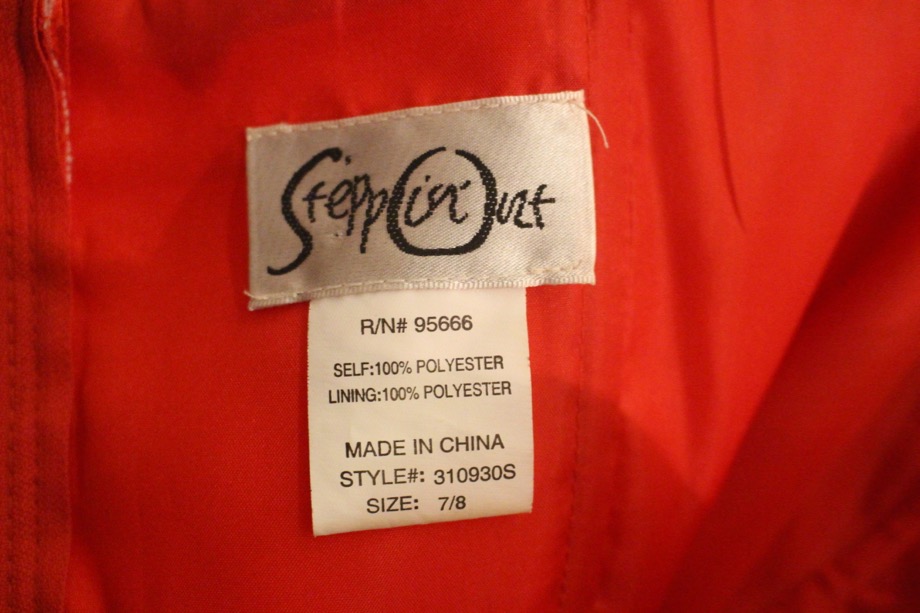 Steppin Out
R/N# 95666
SELF:100% POLYESTER
LINING:100% POLYESTER
MADE IN CHINA
STYLE#: 310930S
SIZE: 7/8